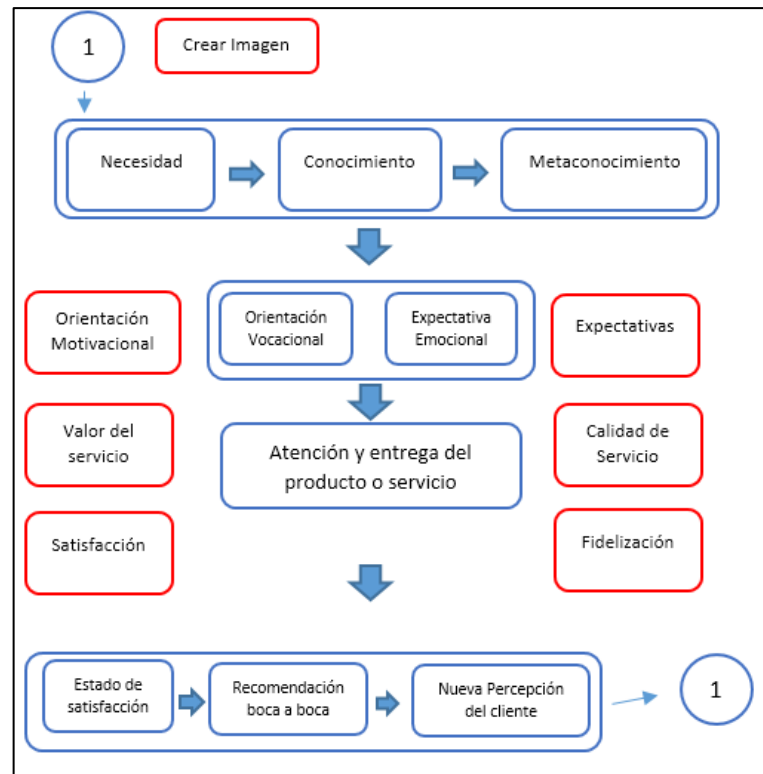 1
Crear Imagen
Necesidad
Conocimiento
Metaconocimiento
Orientación
Motivacional
Orientación
Vocacional
Expectativa
Emocional
Expectativas
Valor del
servicio
Atención y entrega del
producto o servicio
Calidad de
Servicio
Satisfacción
Fidelización
Estado de
satisfacción
Recomendación
boca a boca
Nueva Percepción
del cliente
1